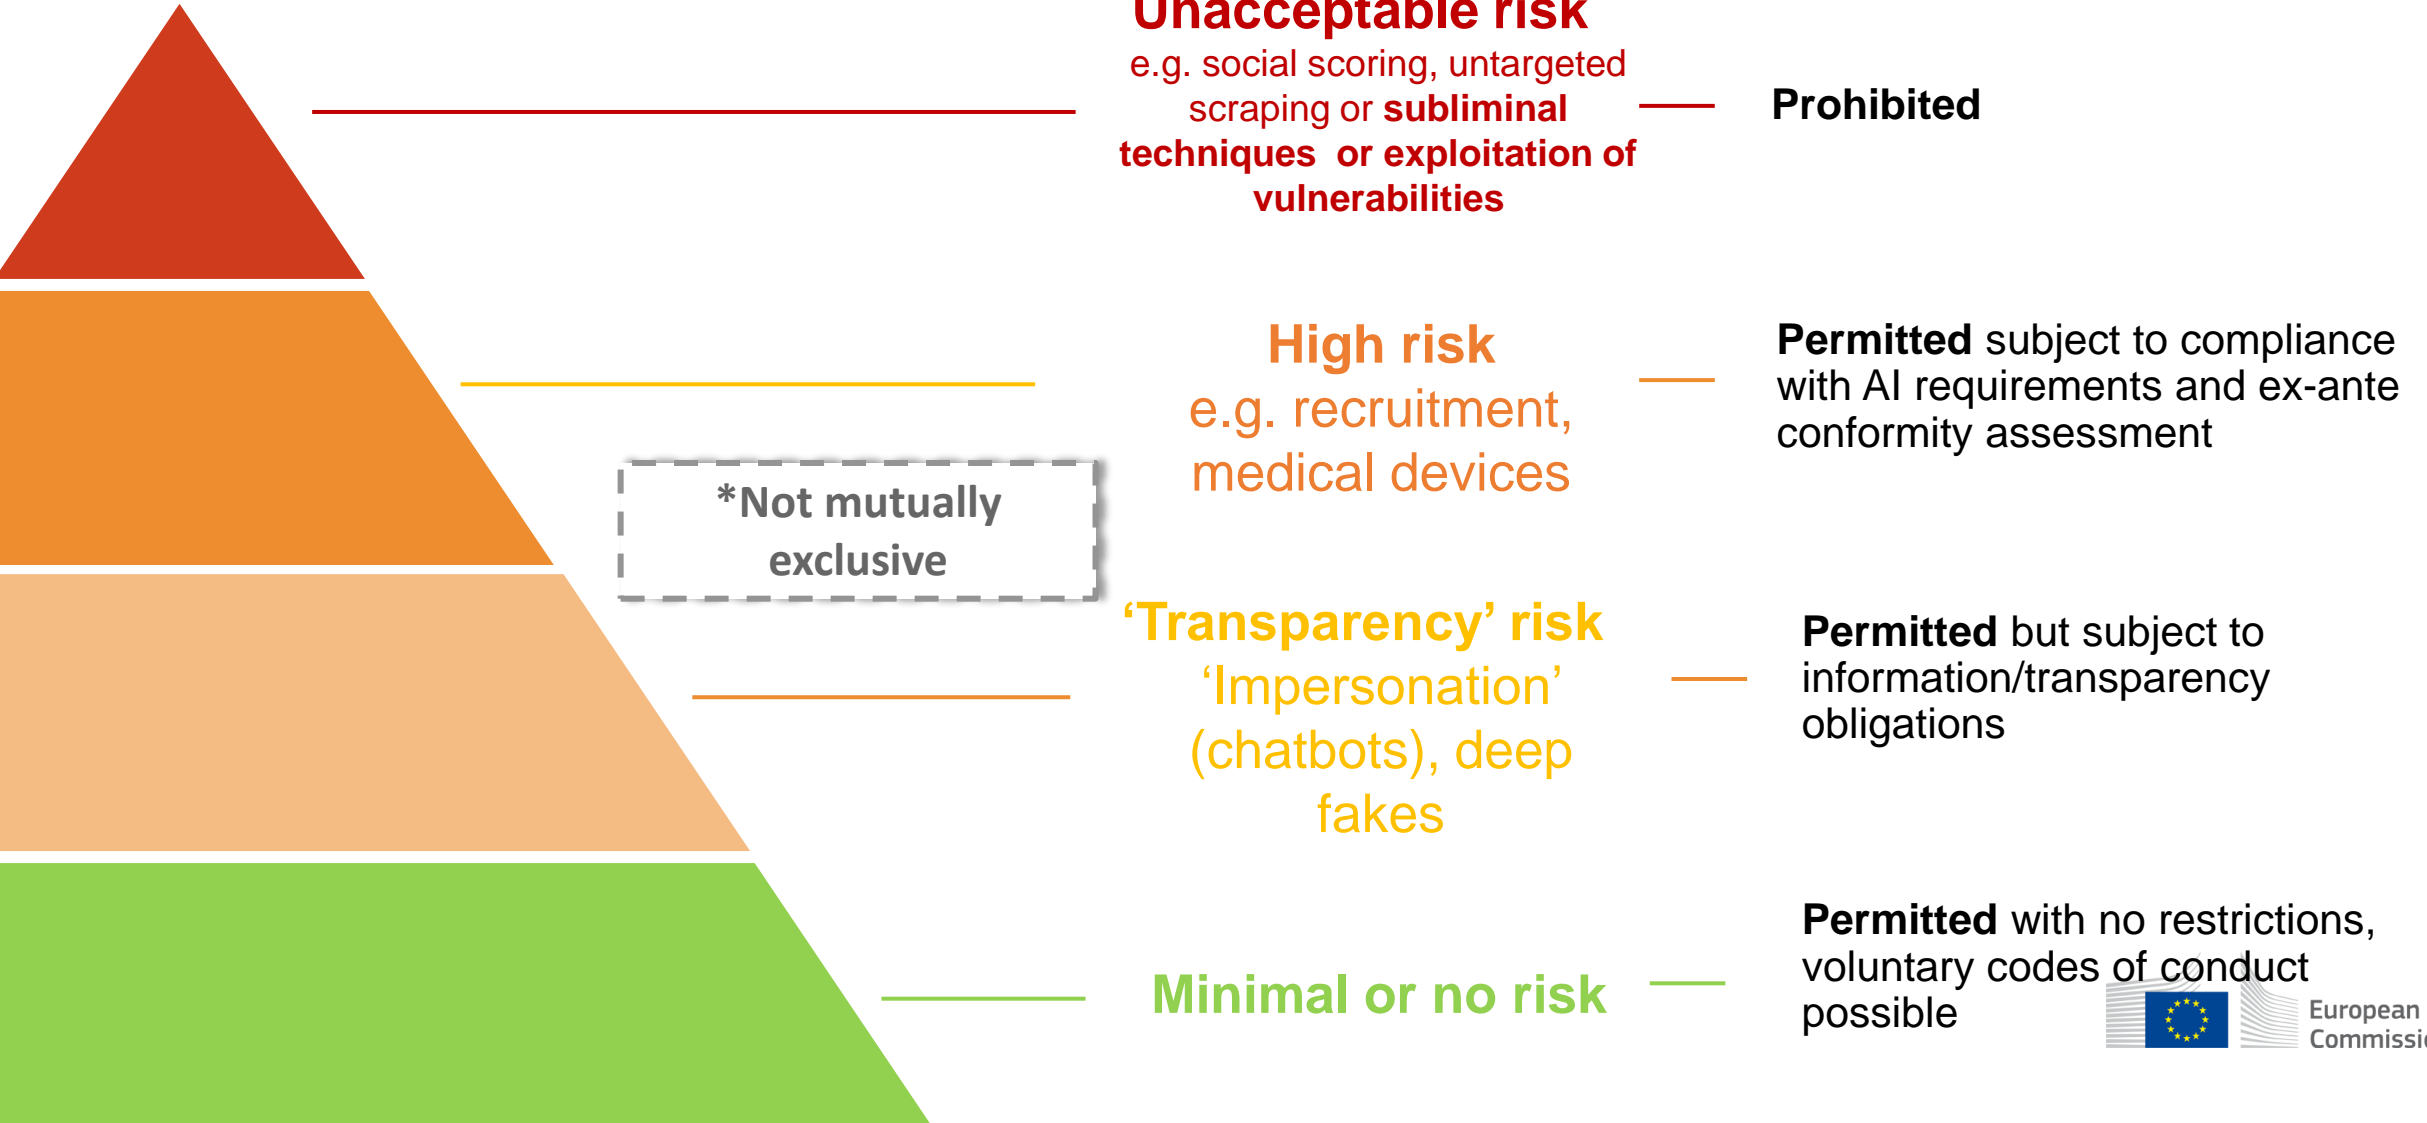 Unacceptable risk
e.g. social scoring, untargeted
scraping or subliminal
techniques or exploitation of
vulnerabilities
Prohibited
High risk
e.g. recruitment,
medical devices
Permitted subject to compliance
with AI requirements and ex-ante
conformity assessment
*Not mutually
exclusive
‘Transparency’ risk
‘Impersonation’
(chatbots), deep
fakes
Permitted but subject to
information/transparency
obligations
Minimal or no risk
Permitted with no restrictions,
voluntary codes of conduct
possible
European
Commissi